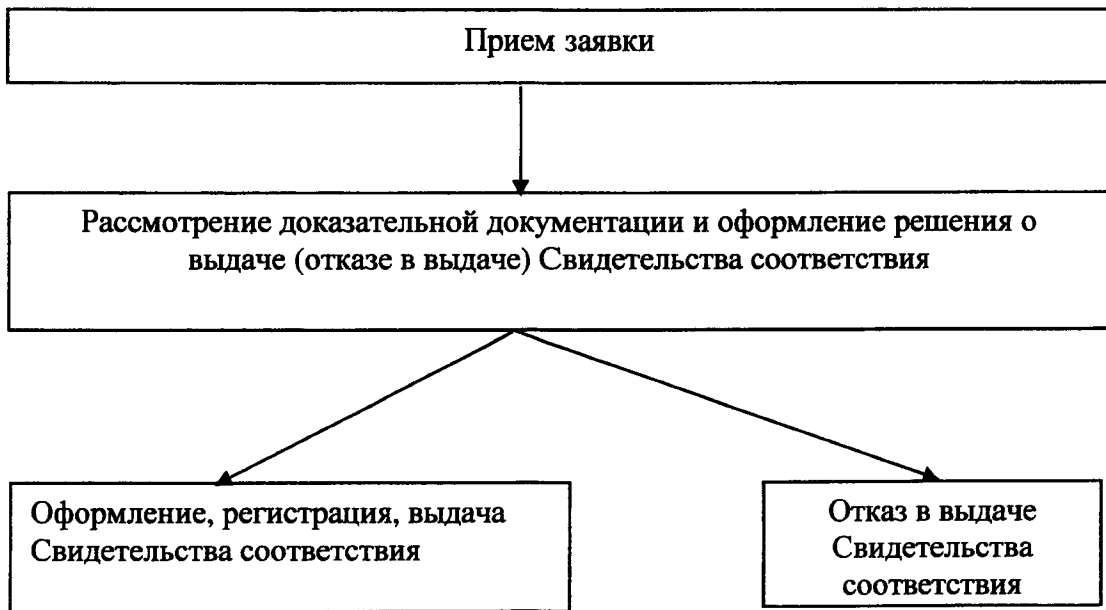 Прием заявки
Рассмотрение доказательной документации и оформление решения о
выдаче (отказе в выдаче) Свидетельства соответствия
Оформление, регистрация, выдача
Свидетельства соответствия
Отказ в выдаче
Свидетельства
соответствия